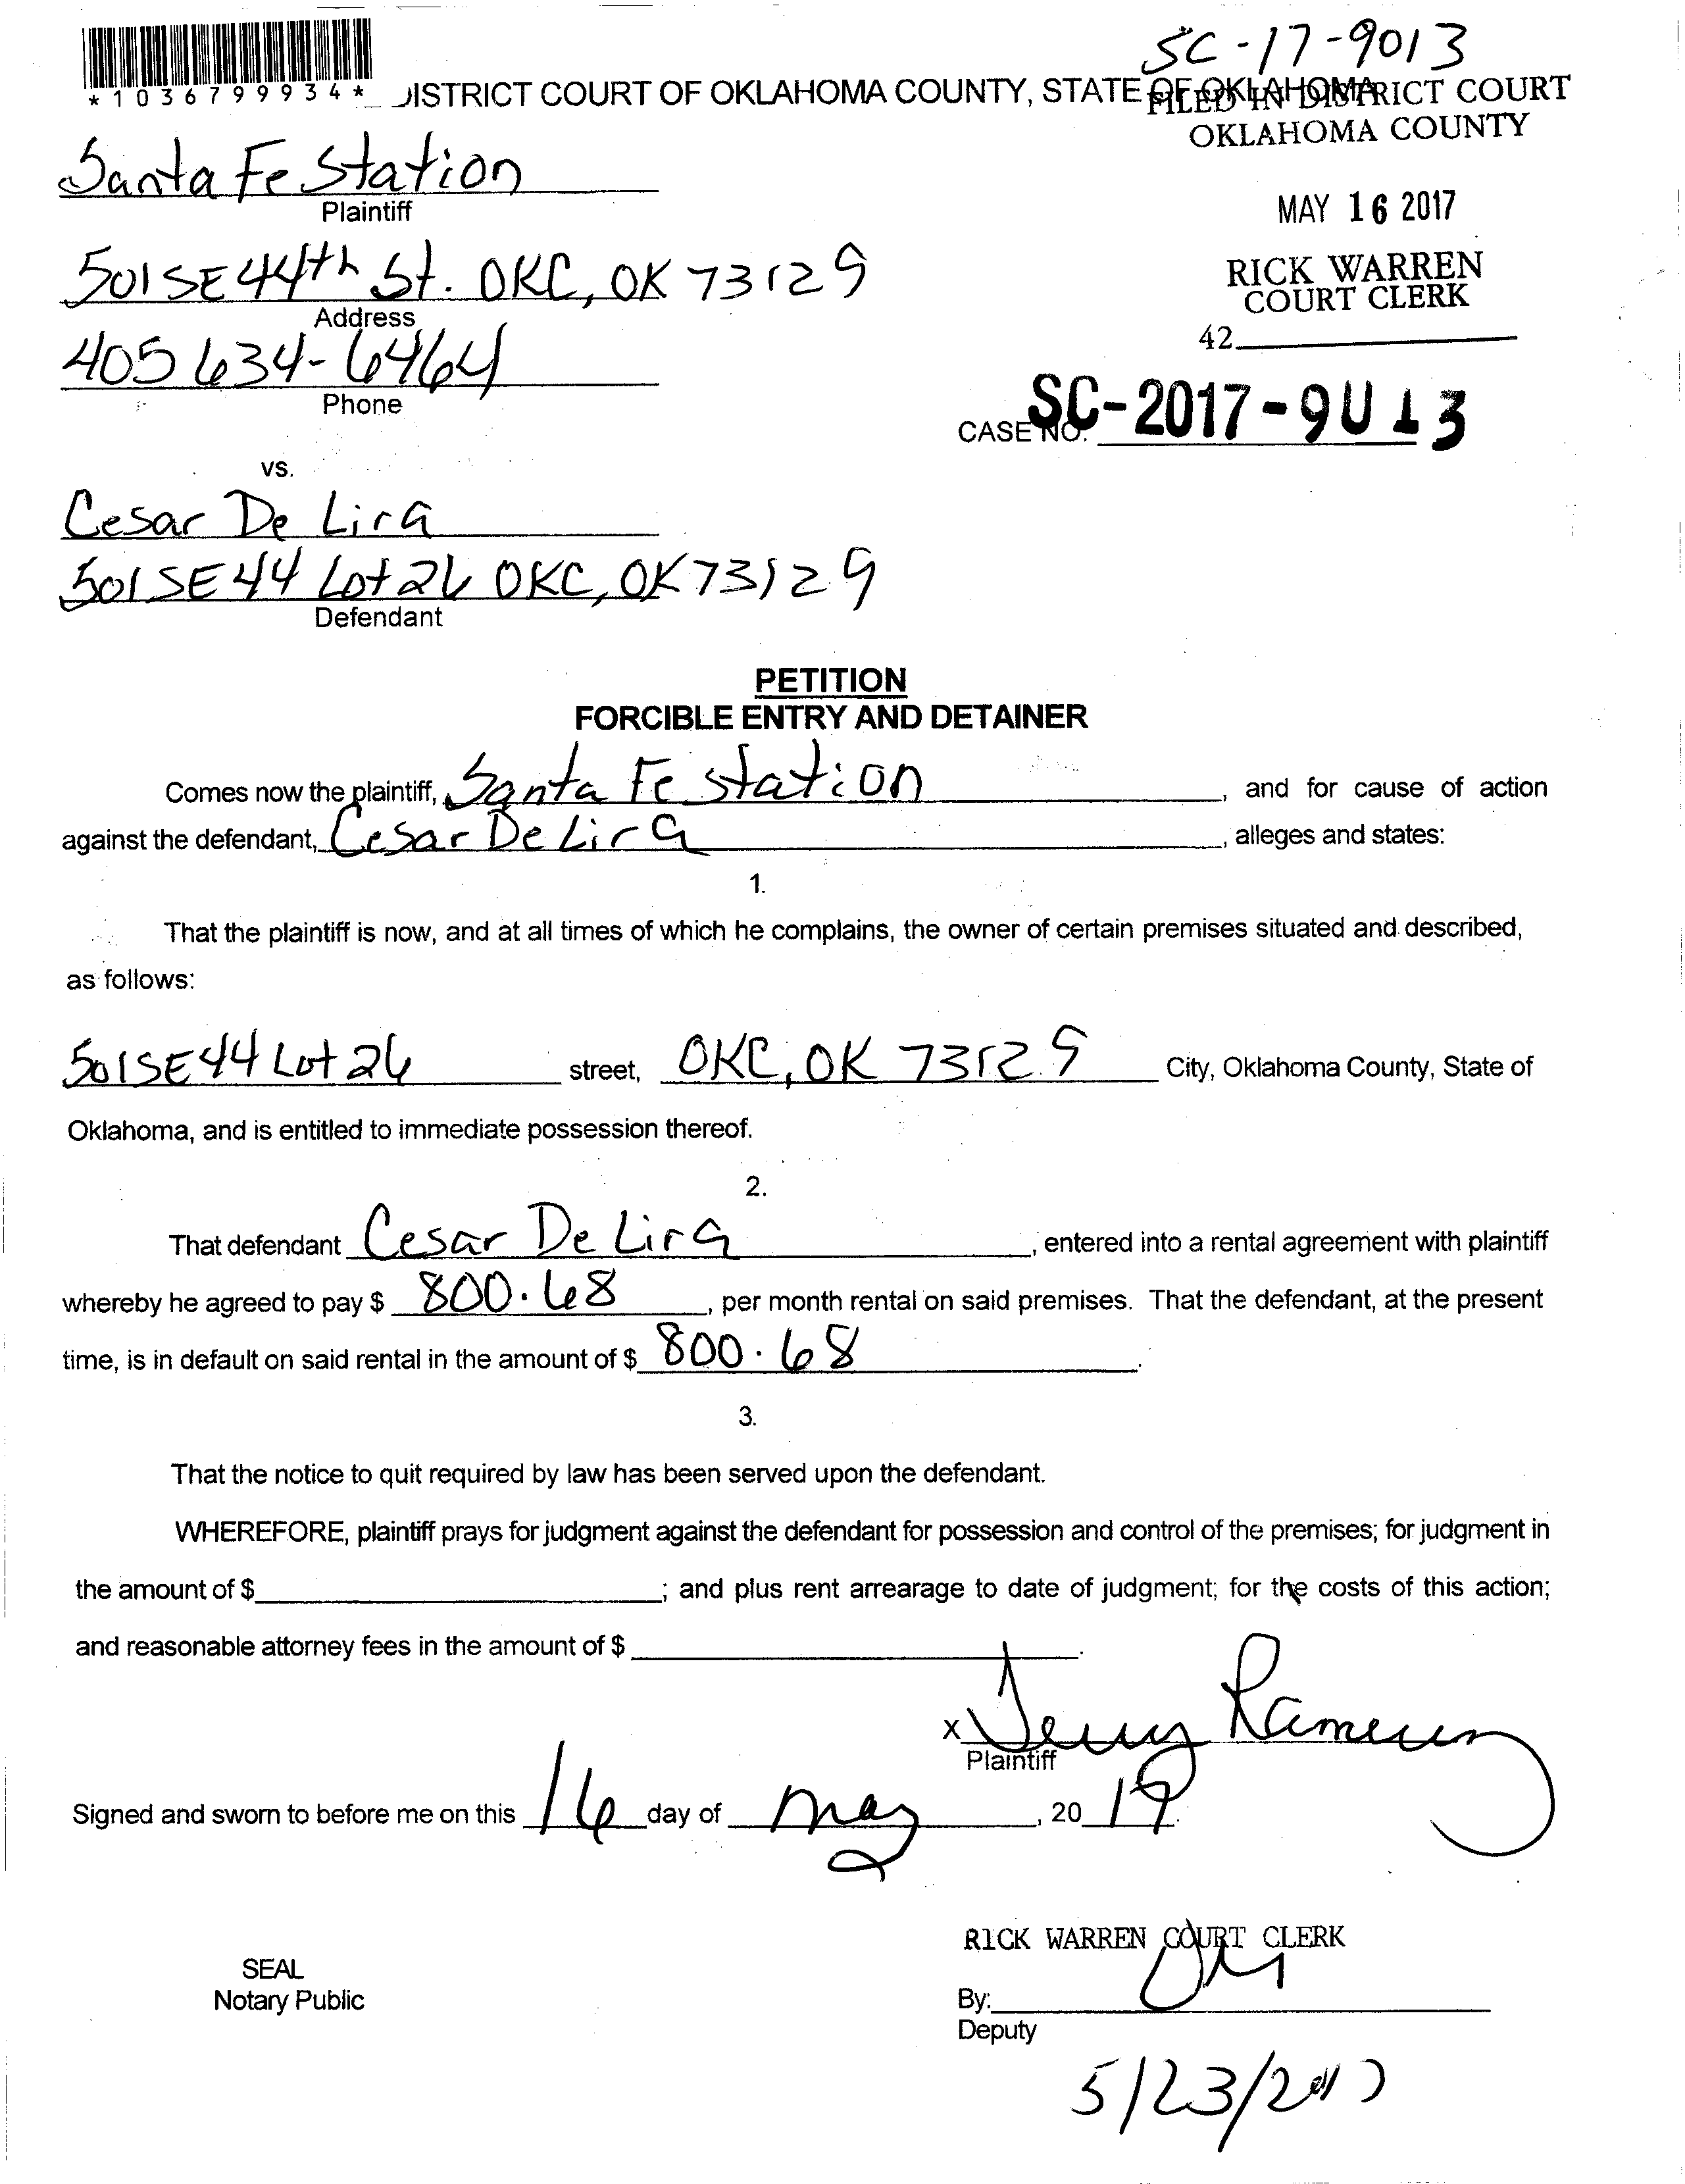 SC-17-9013
*1036799934* DISTRICT COURT OF OKLAHOMA COUNTY, STATE OF OKLAHOMA
FILED IN DISTRICT COURT
OKLAHOMA COUNTY
Santa Fe Station
Plaintiff
MAY 16 2017
501 SE 44th St. OKC, OK 73129
Address
RICK WARREN
COURT CLERK
42
405 634-6464
Phone
CASE NO. SC-2017-9013
vs.
Cesar De Lira
501 SE 44 Lot 26 OKC, OK 73129
Defendant
PETITION
FORCIBLE ENTRY AND DETAINER
Comes now the plaintiff, Santa Fe Station, and for cause of action
against the defendant, Cesar De Lira, alleges and states:
1.
That the plaintiff is now, and at all times of which he complains, the owner of certain premises situated and described,
as follows:
501 SE 44 Lot 26 street, OKC, OK 73129 City, Oklahoma County, State of
Oklahoma, and is entitled to immediate possession thereof.
2.
That defendant Cesar De Lira, entered into a rental agreement with plaintiff
whereby he agreed to pay $ 800.68, per month rental on said premises. That the defendant, at the present
time, is in default on said rental in the amount of $ 800.68.
3.
That the notice to quit required by law has been served upon the defendant.
WHEREFORE, plaintiff prays for judgment against the defendant for possession and control of the premises; for judgment in
the amount of $ ; and plus rent arrearage to date of judgment; for the costs of this action;
and reasonable attorney fees in the amount of $ .
x
Plaintiff
Signed and sworn to before me on this 16 day of May, 2017.
RICK WARREN COURT CLERK
SEAL
Notary Public
By:
Deputy
5/23/2017